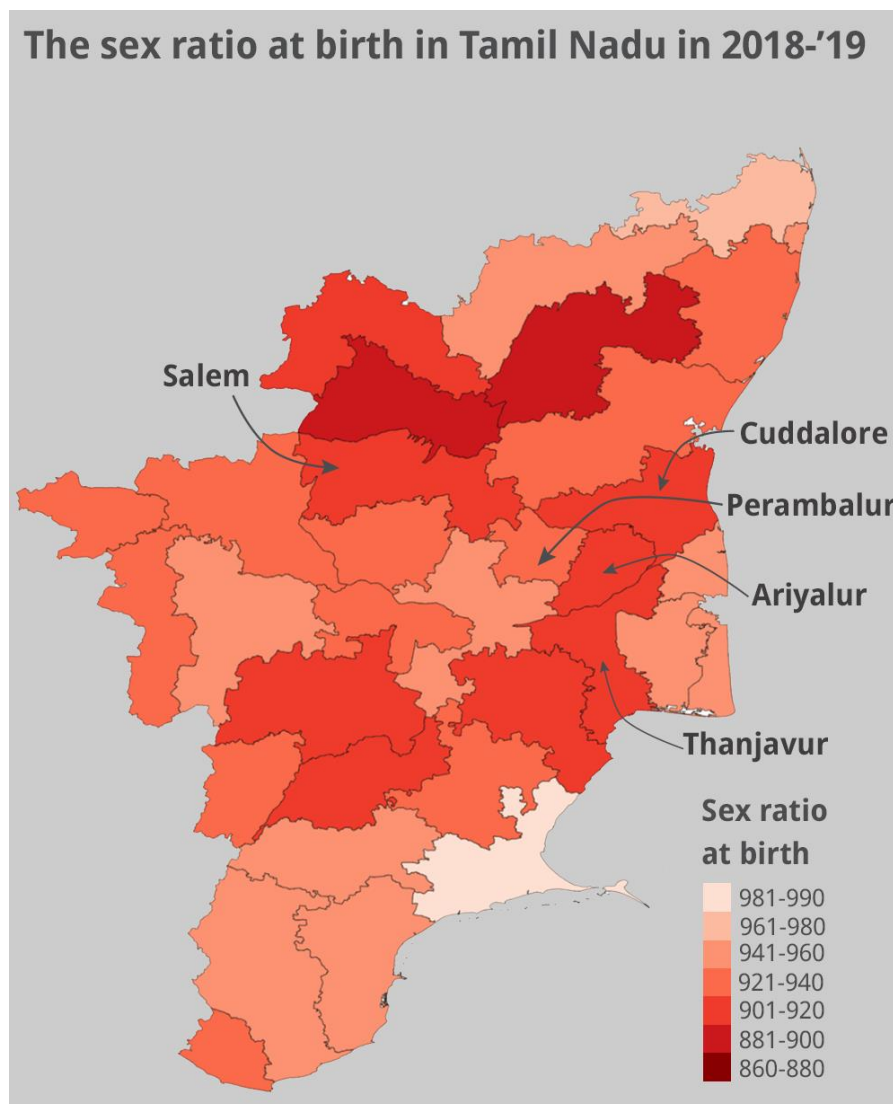 The sex ratio at birth in Tamil Nadu in 2018-’19
Salem
Cuddalore
Perambalur
Ariyalur
Thanjavur
Sex ratio
at birth
981-990
961-980
941-960
921-940
901-920
881-900
860-880